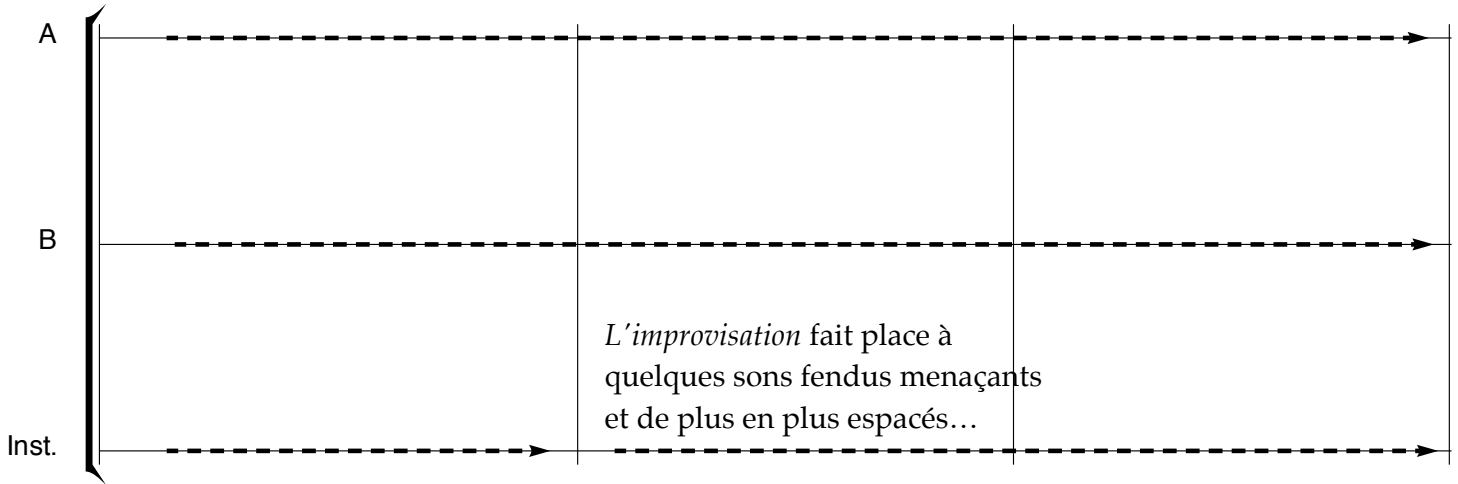 A
B
L'improvisation fait place à
quelques sons fendus menaçants
et de plus en plus espacés…
Inst.